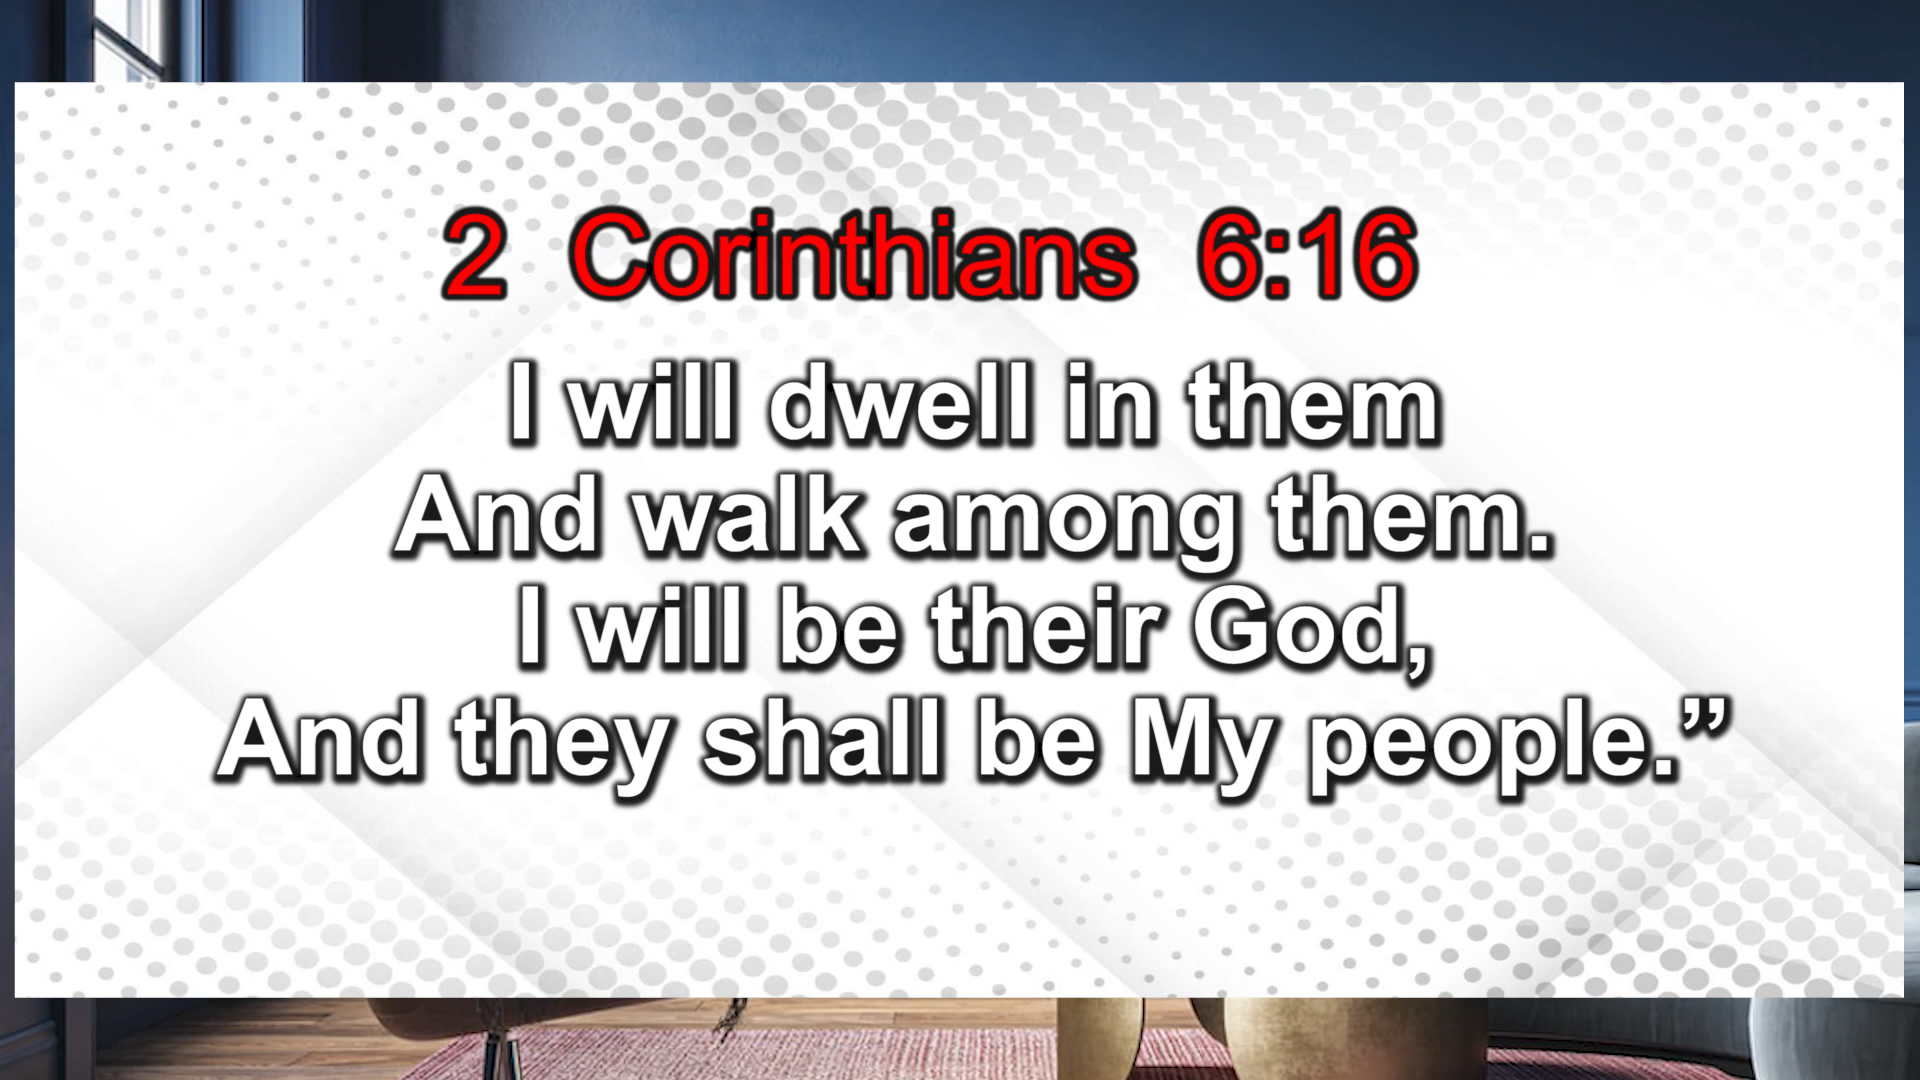 2 Corinthians 6:16
I will dwell in them
And walk among them.
I will be their God,
And they shall be My people.”